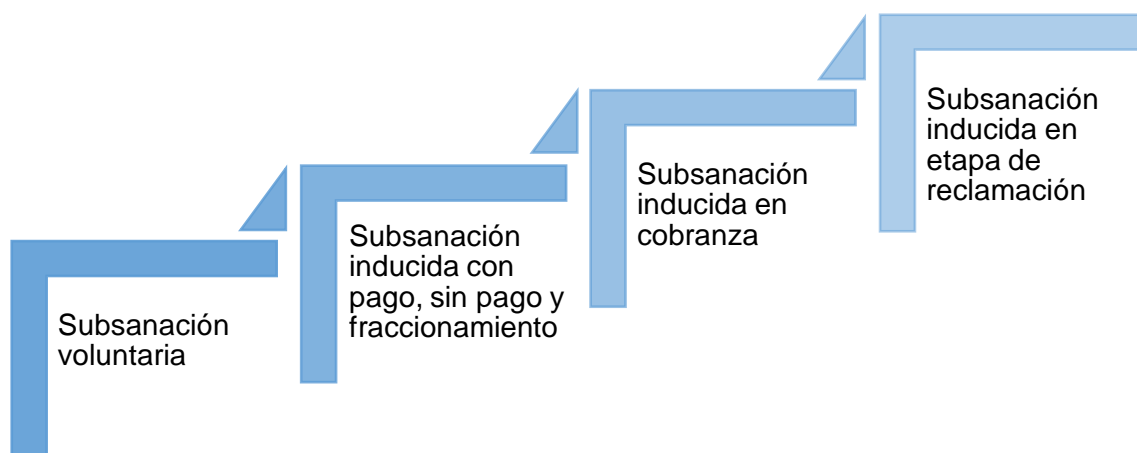 Subsanación
voluntaria
Subsanación
inducida con
pago, sin pago y
fraccionamiento
Subsanación
inducida en
cobranza
Subsanación
inducida en
etapa de
reclamación